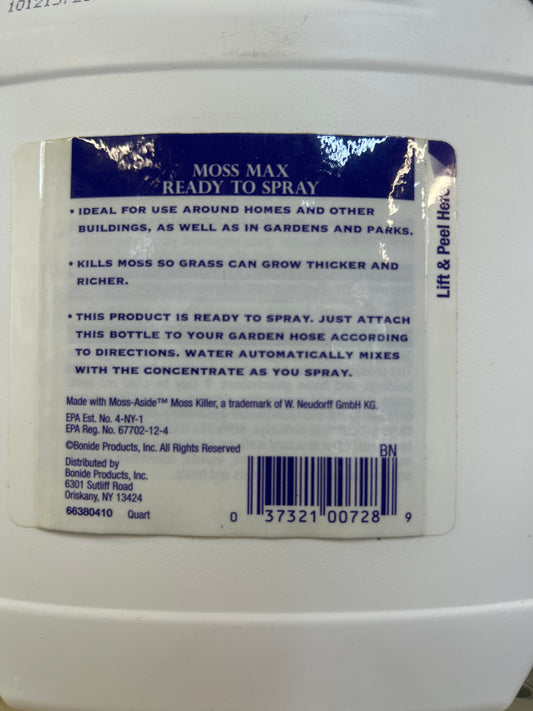 MOSS MAX
READY TO SPRAY
• IDEAL FOR USE AROUND HOMES AND OTHER
BUILDINGS, AS WELL AS IN GARDENS AND PARKS.
• KILLS MOSS SO GRASS CAN GROW THICKER AND
RICHER.
• THIS PRODUCT IS READY TO SPRAY. JUST ATTACH
THIS BOTTLE TO YOUR GARDEN HOSE ACCORDING
TO DIRECTIONS. WATER AUTOMATICALLY MIXES
WITH THE CONCENTRATE AS YOU SPRAY.
Made with Moss-Aside™ Moss Killer, a trademark of W. Neudorff GmbH KG.
EPA Est. No. 4-NY-1
EPA Reg. No. 67702-12-4
©Bonide Products, Inc. All Rights Reserved
BN
Distributed by
Bonide Products, Inc.
6301 Sutliff Road
Oriskany, NY 13424
66380410 Quart
0 37321 00728 9
Lift & Peel Here